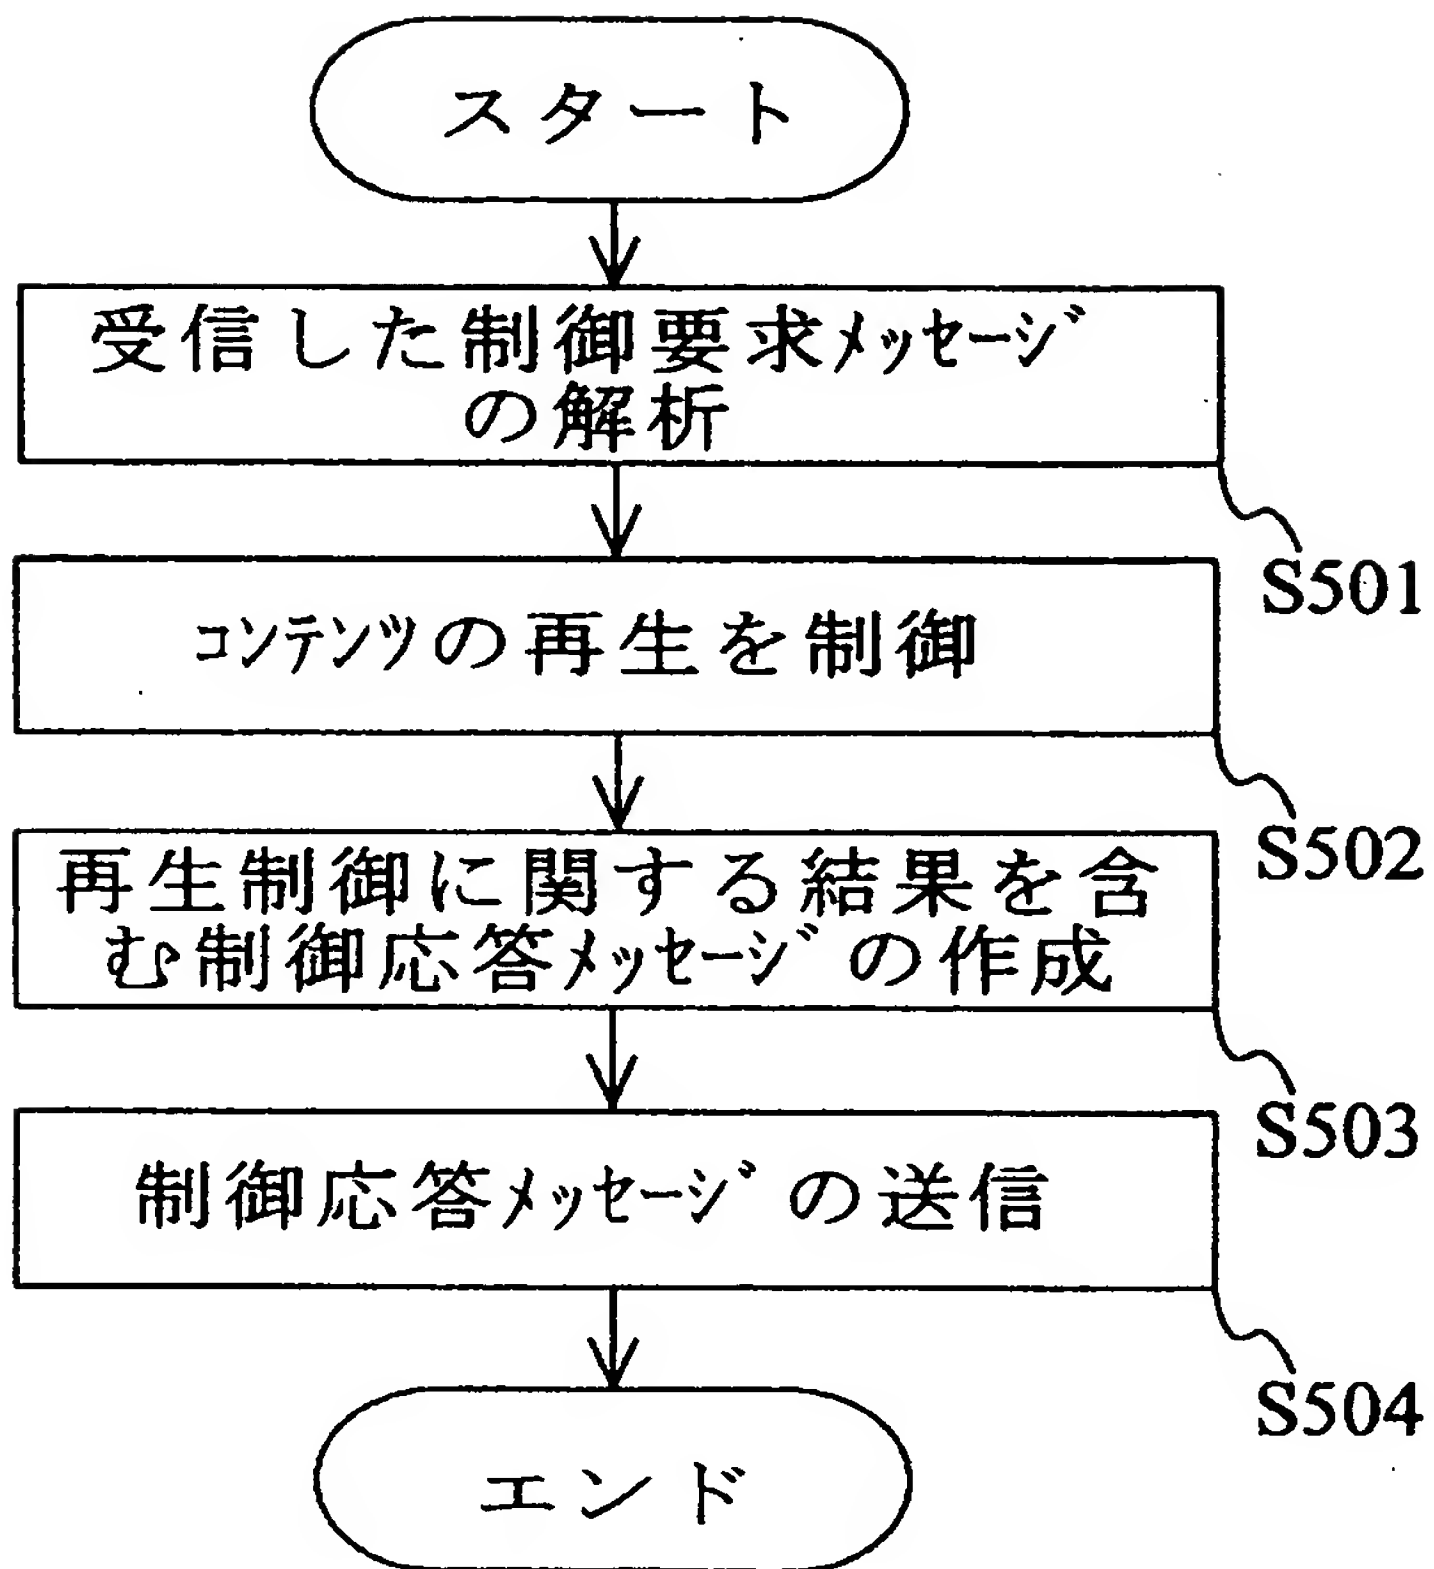 スタート
受信した制御要求ﾒｯｾｰｼﾞ
の解析
S501
ｺﾝﾃﾝﾂの再生を制御
S502
再生制御に関する結果を含
む制御応答ﾒｯｾｰｼﾞの作成
S503
制御応答ﾒｯｾｰｼﾞの送信
S504
エンド